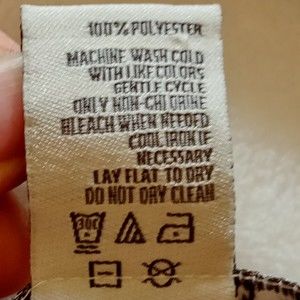 100% POLYESTER
MACHINE WASH COLD
WITH LIKE COLORS
GENTLE CYCLE
ONLY NON-CHLORINE
BLEACH WHEN NEEDED
COOL IRON IF
NECESSARY
LAY FLAT TO DRY
DO NOT DRY CLEAN
30C